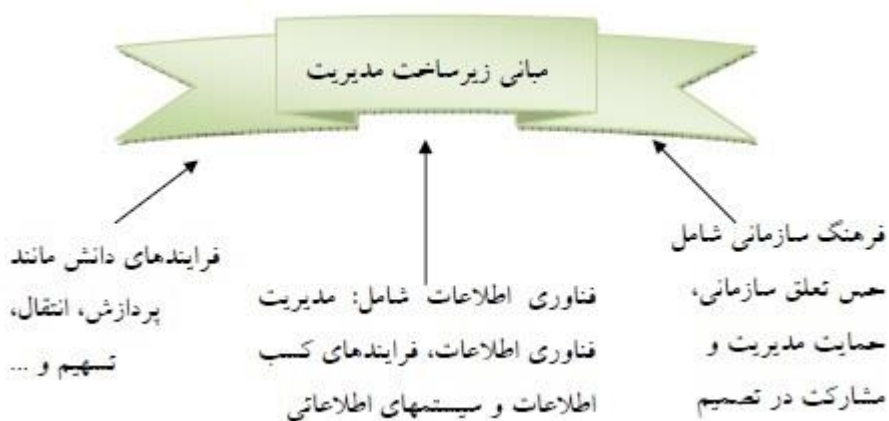 مبانی زیرساخت مدیریت
فرهنگ سازمانی شامل
حس تعلق سازمانی،
حمایت مدیریت و
مشارکت در تصمیم
فناوری اطلاعات شامل: مدیریت
فناوری اطلاعات، فرایندهای کسب
اطلاعات و سیستمهای اطلاعاتی
فرایندهای دانش مانند
پردازش، انتقال،
تسهیم و ...